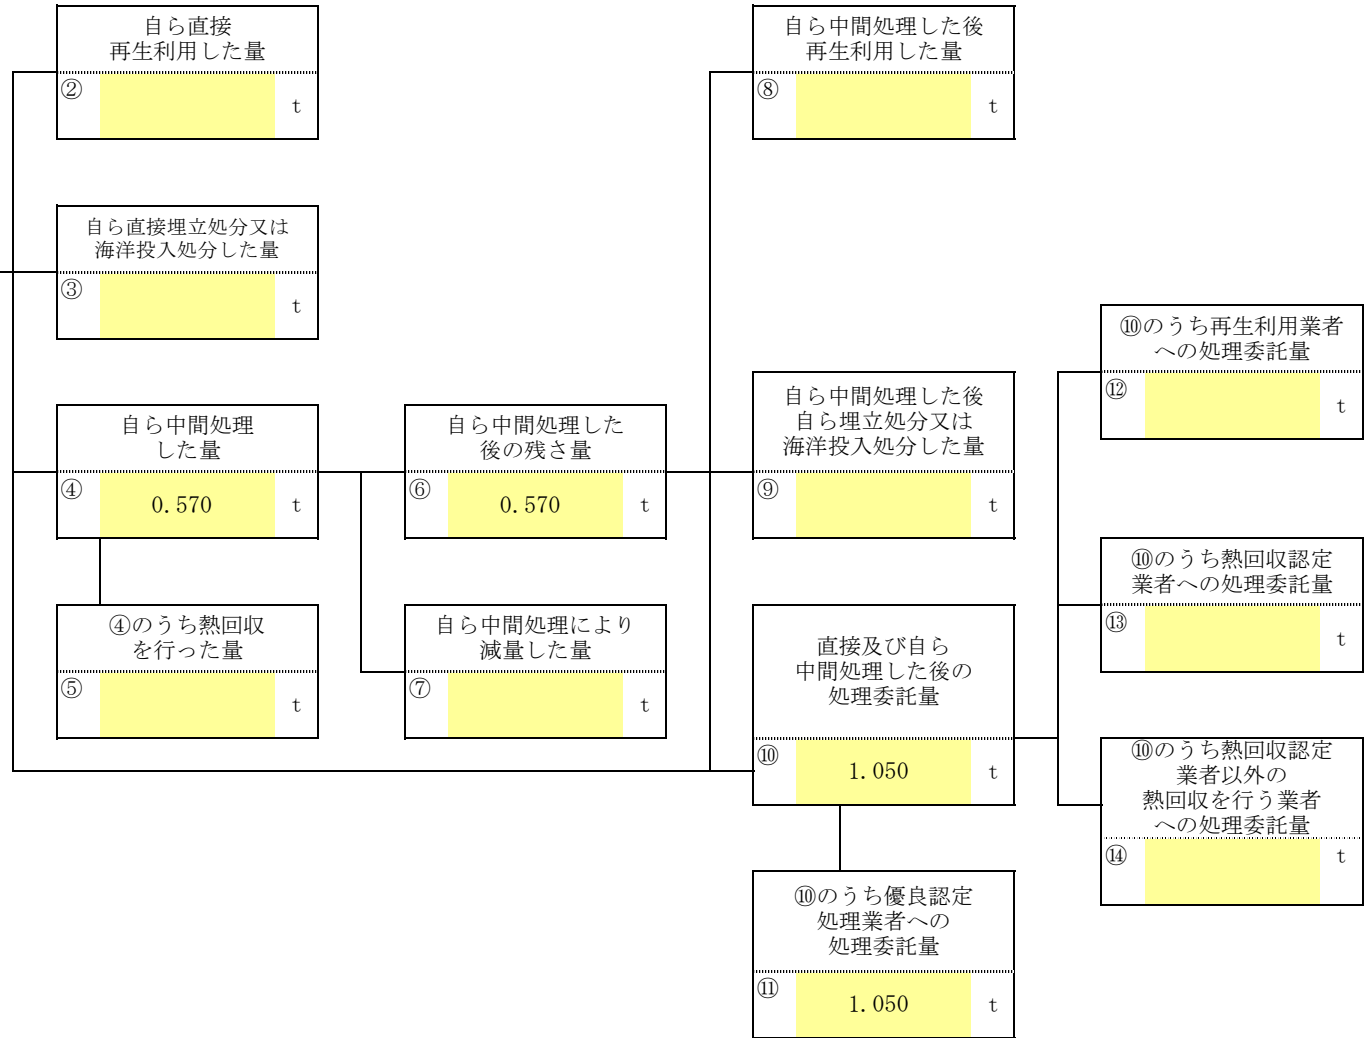 自ら直接
再生利用した量
②
t
自ら中間処理した後
再生利用した量
⑧
t
自ら直接埋立処分又は
海洋投入処分した量
③
t
⑩のうち再生利用業者
への処理委託量
⑫
t
自ら中間処理
した量
④
0.570
t
自ら中間処理した
後の残さ量
⑥
0.570
t
自ら中間処理した後
自ら埋立処分又は
海洋投入処分した量
⑨
t
⑩のうち熱回収認定
業者への処理委託量
⑬
t
④のうち熱回収
を行った量
⑤
t
自ら中間処理により
減量した量
⑦
t
直接及び自ら
中間処理した後の
処理委託量
⑩
1.050
t
⑩のうち熱回収認定
業者以外の
熱回収を行う業者
への処理委託量
⑭
t
⑩のうち優良認定
処理業者への
処理委託量
⑪
1.050
t